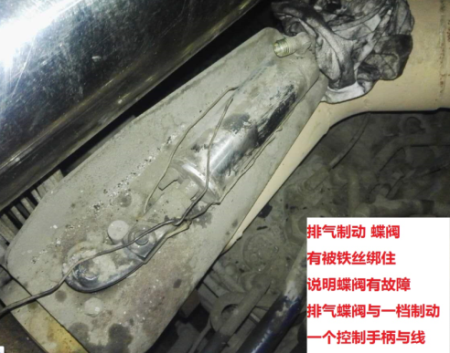 排气制动 蝶阀
有被铁丝绑住
说明蝶阀有故障
排气蝶阀与一档制动
一个控制手柄与线